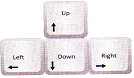 Up
↑
Left Down Right
← ↓ →